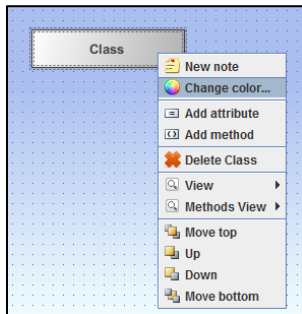 Class
New note
Change color...
Add attribute
Add method
Delete Class
View
Methods View
Move top
Up
Down
Move bottom